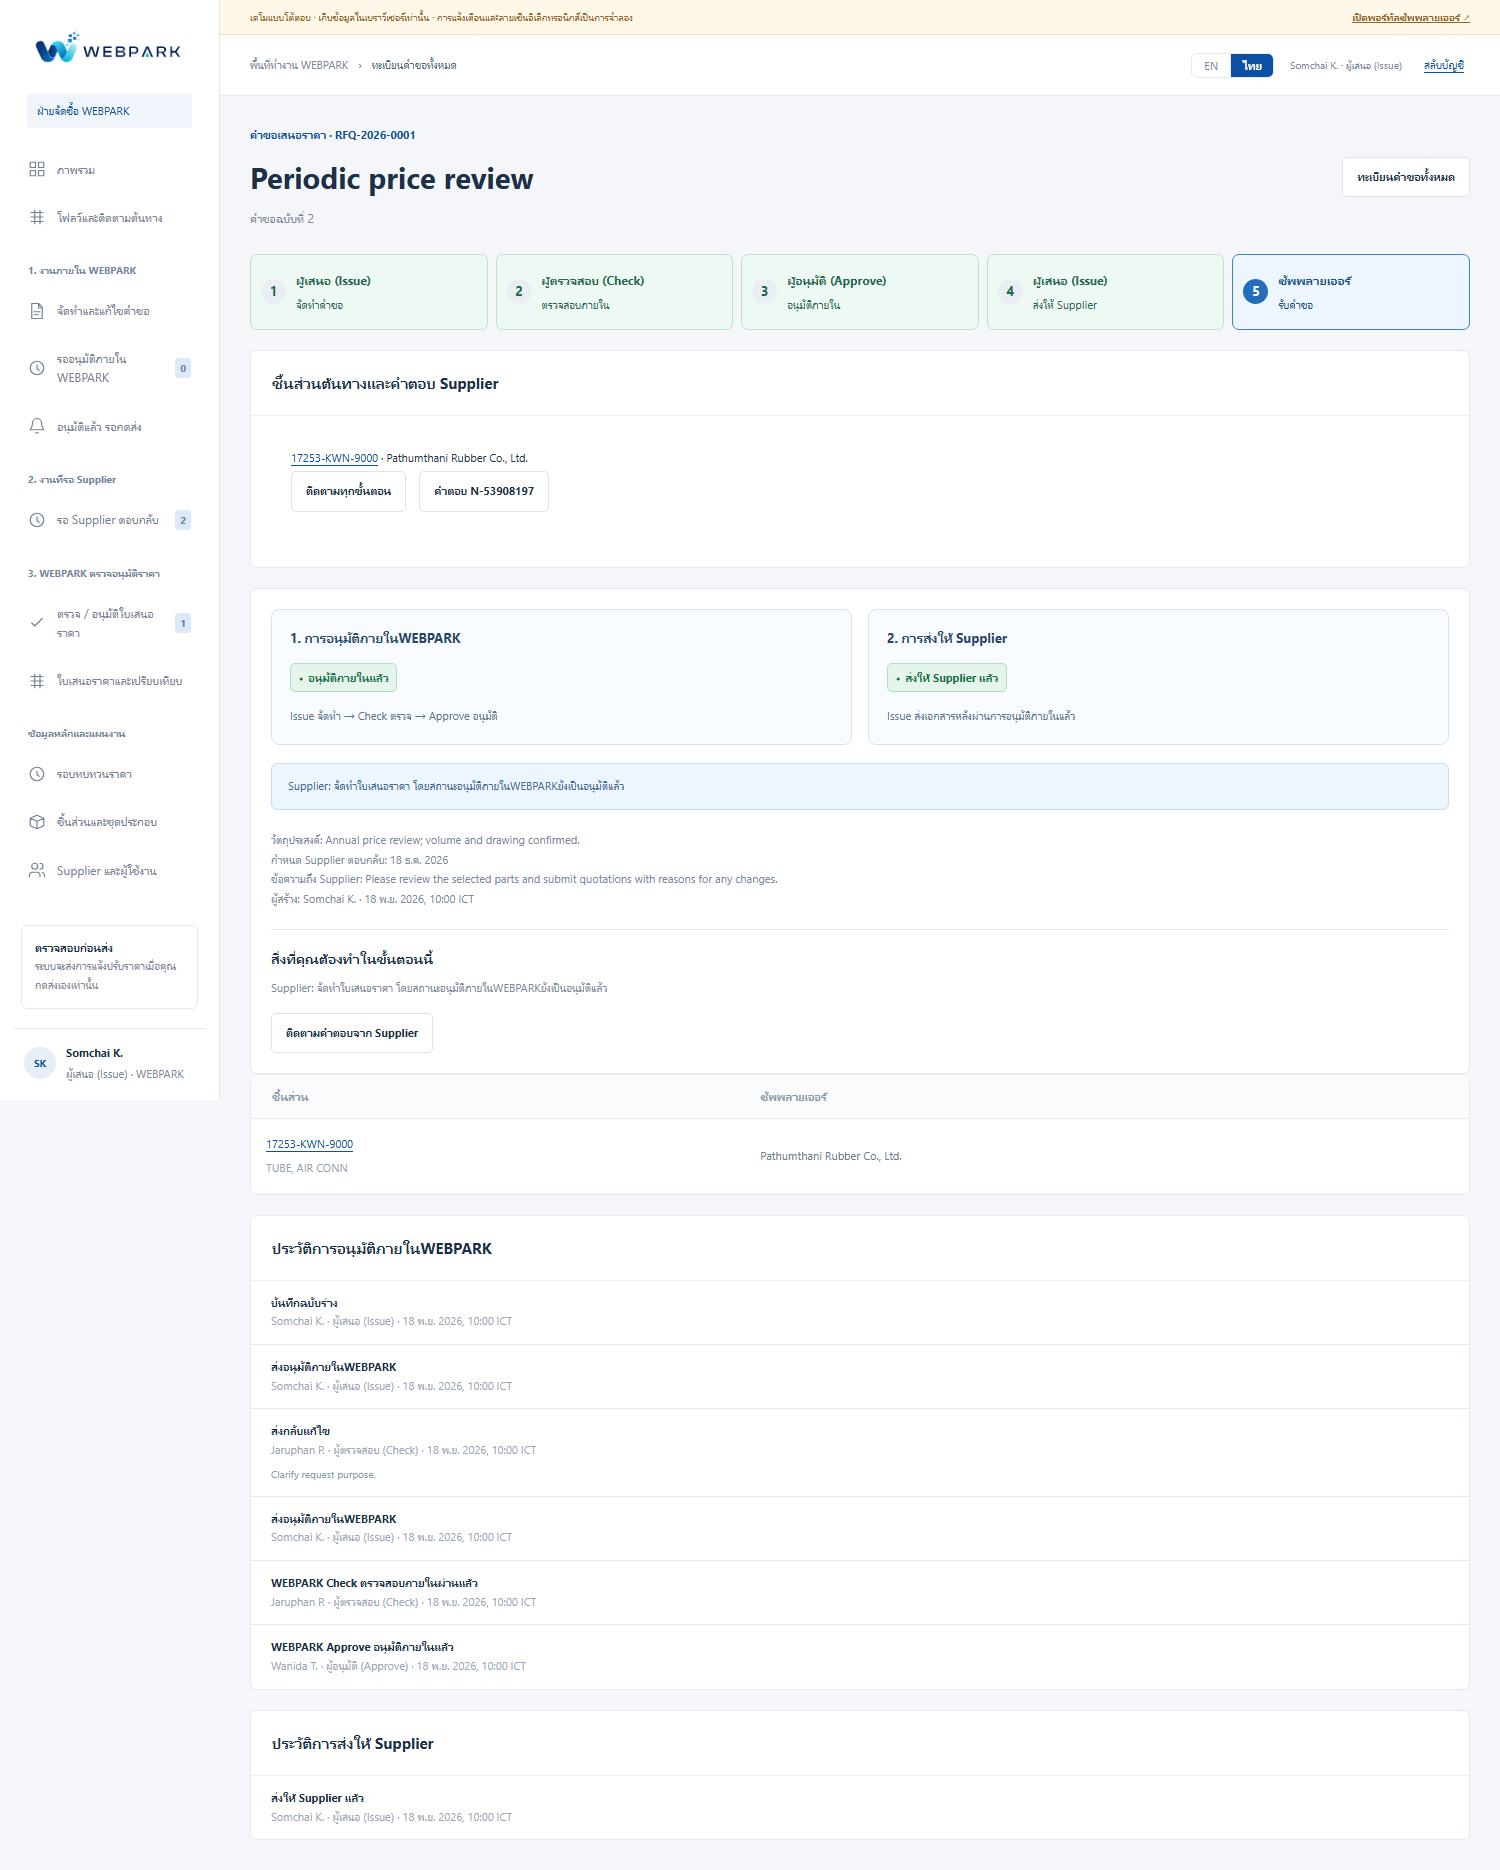 WEBPARK
ฝ่ายจัดซื้อ WEBPARK
ภาพรวม
โฟลว์และติดตามต้นทาง
1. งานภายใน WEBPARK
จัดทำและแก้ไขคำขอ
รออนุมัติภายใน
WEBPARK
0
อนุมัติแล้ว รอกดส่ง
2. งานที่รอ Supplier
รอ Supplier ตอบกลับ
2
3. WEBPARK ตรวจอนุมัติราคา
ตรวจ / อนุมัติใบเสนอ
ราคา
1
ใบเสนอราคาและเปรียบเทียบ
ข้อมูลหลักและแผนงาน
รอบทบทวนราคา
ชิ้นส่วนและชุดประกอบ
Supplier และผู้ใช้งาน
ตรวจสอบก่อนส่ง
ระบบจะส่งการแจ้งปรับราคาเมื่อคุณ
กดส่งเองเท่านั้น
SK
Somchai K.
ผู้เสนอ (Issue) · WEBPARK
เดโมแบบโต้ตอบ · เก็บข้อมูลในเบราว์เซอร์เท่านั้น · การแจ้งเตือนและลายเซ็นอิเล็กทรอนิกส์เป็นการจำลอง
เปิดพอร์ทัลซัพพลายเออร์ ↗
พื้นที่ทำงาน WEBPARK › ทะเบียนคำขอทั้งหมด
EN ไทย
Somchai K. · ผู้เสนอ (Issue)
สลับบัญชี
คำขอเสนอราคา · RFQ-2026-0001
Periodic price review
ทะเบียนคำขอทั้งหมด
คำขอฉบับที่ 2
1 ผู้เสนอ (Issue)
จัดทำคำขอ
2 ผู้ตรวจสอบ (Check)
ตรวจสอบภายใน
3 ผู้อนุมัติ (Approve)
อนุมัติภายใน
4 ผู้เสนอ (Issue)
ส่งให้ Supplier
5 ซัพพลายเออร์
รับคำขอ
ชิ้นส่วนต้นทางและคำตอบ Supplier
17253-KWN-9000 · Pathumthani Rubber Co., Ltd.
ติดตามทุกขั้นตอน
คำตอบ N-53908197
1. การอนุมัติภายในWEBPARK
• อนุมัติภายในแล้ว
Issue จัดทำ → Check ตรวจ → Approve อนุมัติ
2. การส่งให้ Supplier
• ส่งให้ Supplier แล้ว
Issue ส่งเอกสารหลังผ่านการอนุมัติภายในแล้ว
Supplier: จัดทำใบเสนอราคา โดยสถานะอนุมัติภายในWEBPARKยังเป็นอนุมัติแล้ว
วัตถุประสงค์: Annual price review; volume and drawing confirmed.
กำหนด Supplier ตอบกลับ: 18 ธ.ค. 2026
ข้อความถึง Supplier: Please review the selected parts and submit quotations with reasons for any changes.
ผู้สร้าง: Somchai K. · 18 พ.ย. 2026, 10:00 ICT
สิ่งที่คุณต้องทำในขั้นตอนนี้
Supplier: จัดทำใบเสนอราคา โดยสถานะอนุมัติภายในWEBPARKยังเป็นอนุมัติแล้ว
ติดตามคำตอบจาก Supplier
ชิ้นส่วน
ซัพพลายเออร์
17253-KWN-9000
TUBE, AIR CONN
Pathumthani Rubber Co., Ltd.
ประวัติการอนุมัติภายในWEBPARK
บันทึกฉบับร่าง
Somchai K. · ผู้เสนอ (Issue) · 18 พ.ย. 2026, 10:00 ICT
ส่งอนุมัติภายในWEBPARK
Somchai K. · ผู้เสนอ (Issue) · 18 พ.ย. 2026, 10:00 ICT
ส่งกลับแก้ไข
Jaruphan P. · ผู้ตรวจสอบ (Check) · 18 พ.ย. 2026, 10:00 ICT
Clarify request purpose.
ส่งอนุมัติภายในWEBPARK
Somchai K. · ผู้เสนอ (Issue) · 18 พ.ย. 2026, 10:00 ICT
WEBPARK Check ตรวจสอบภายในผ่านแล้ว
Jaruphan P. · ผู้ตรวจสอบ (Check) · 18 พ.ย. 2026, 10:00 ICT
WEBPARK Approve อนุมัติภายในแล้ว
Wanida T. · ผู้อนุมัติ (Approve) · 18 พ.ย. 2026, 10:00 ICT
ประวัติการส่งให้ Supplier
ส่งให้ Supplier แล้ว
Somchai K. · ผู้เสนอ (Issue) · 18 พ.ย. 2026, 10:00 ICT